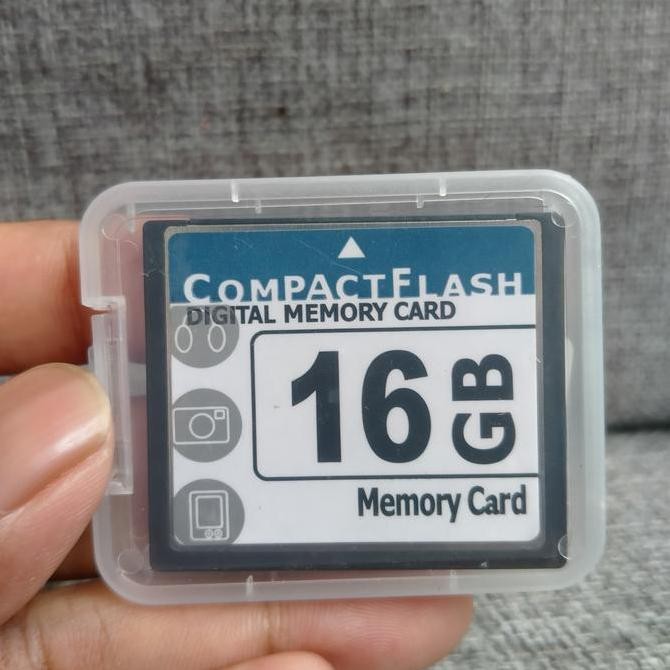 COMPACTFLASH
DIGITAL MEMORY CARD
16 GB
Memory Card